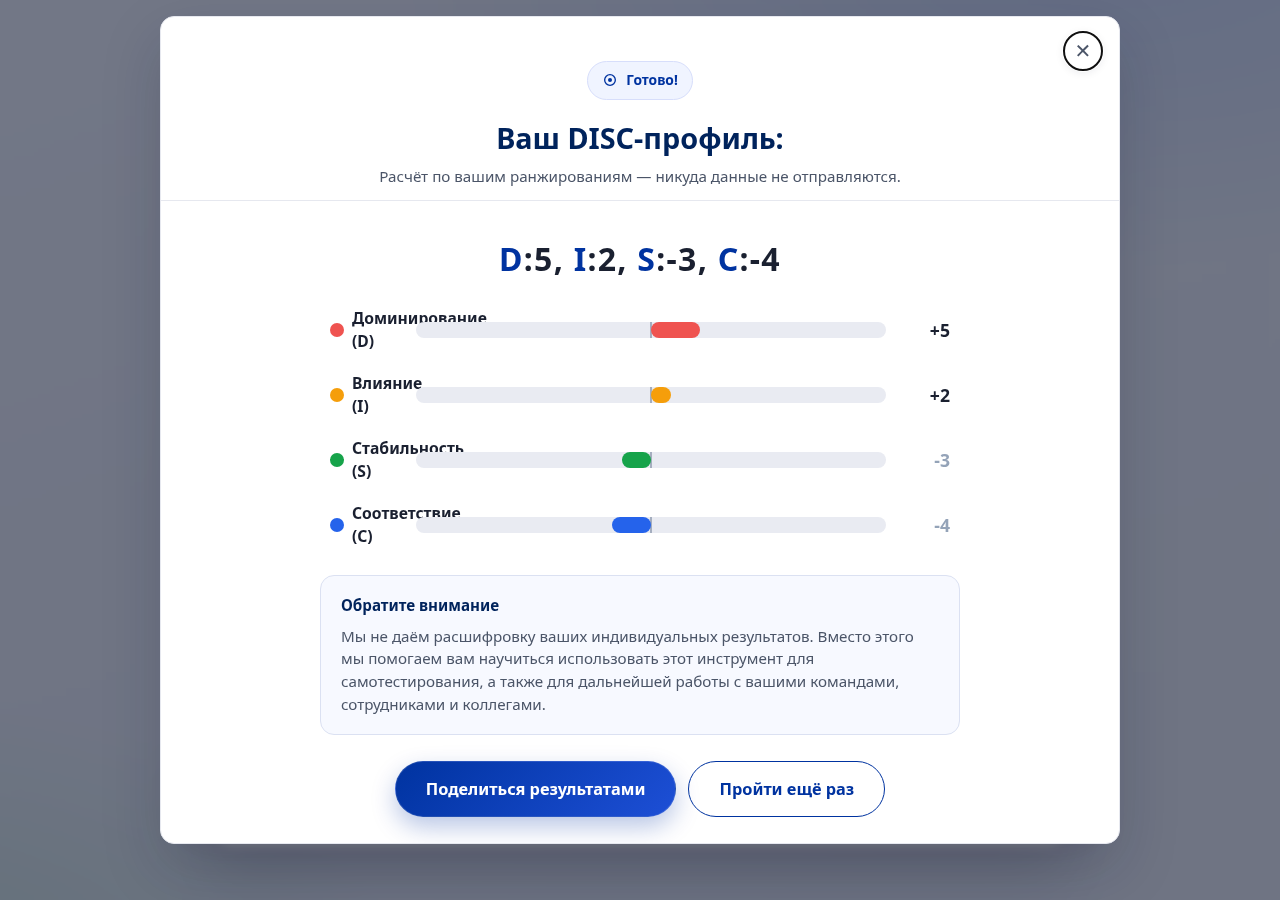 Готово!
Ваш DISC-профиль:
Расчёт по вашим ранжированиям — никуда данные не отправляются.
D:5, I:2, S:-3, C:-4
Доминирование
(D)
+5
Влияние
(I)
+2
Стабильность
(S)
-3
Соответствие
(C)
-4
Обратите внимание
Мы не даём расшифровку ваших индивидуальных результатов. Вместо этого
мы помогаем вам научиться использовать этот инструмент для
самотестирования, а также для дальнейшей работы с вашими командами,
сотрудниками и коллегами.
Поделиться результатами
Пройти ещё раз